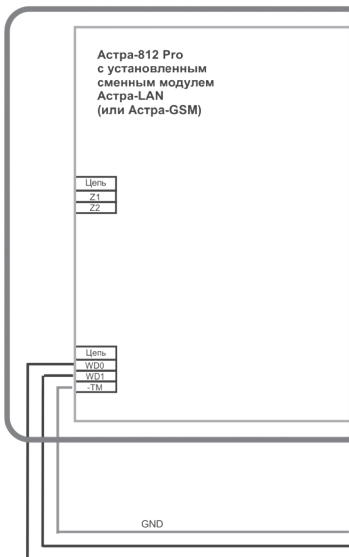 Астра-812 Pro
с установленным
сменным модулем
Астра-LAN
(или Астра-GSM)
Цепь
Z1
Z2
Цепь
WD0
WD1
-TM
GND